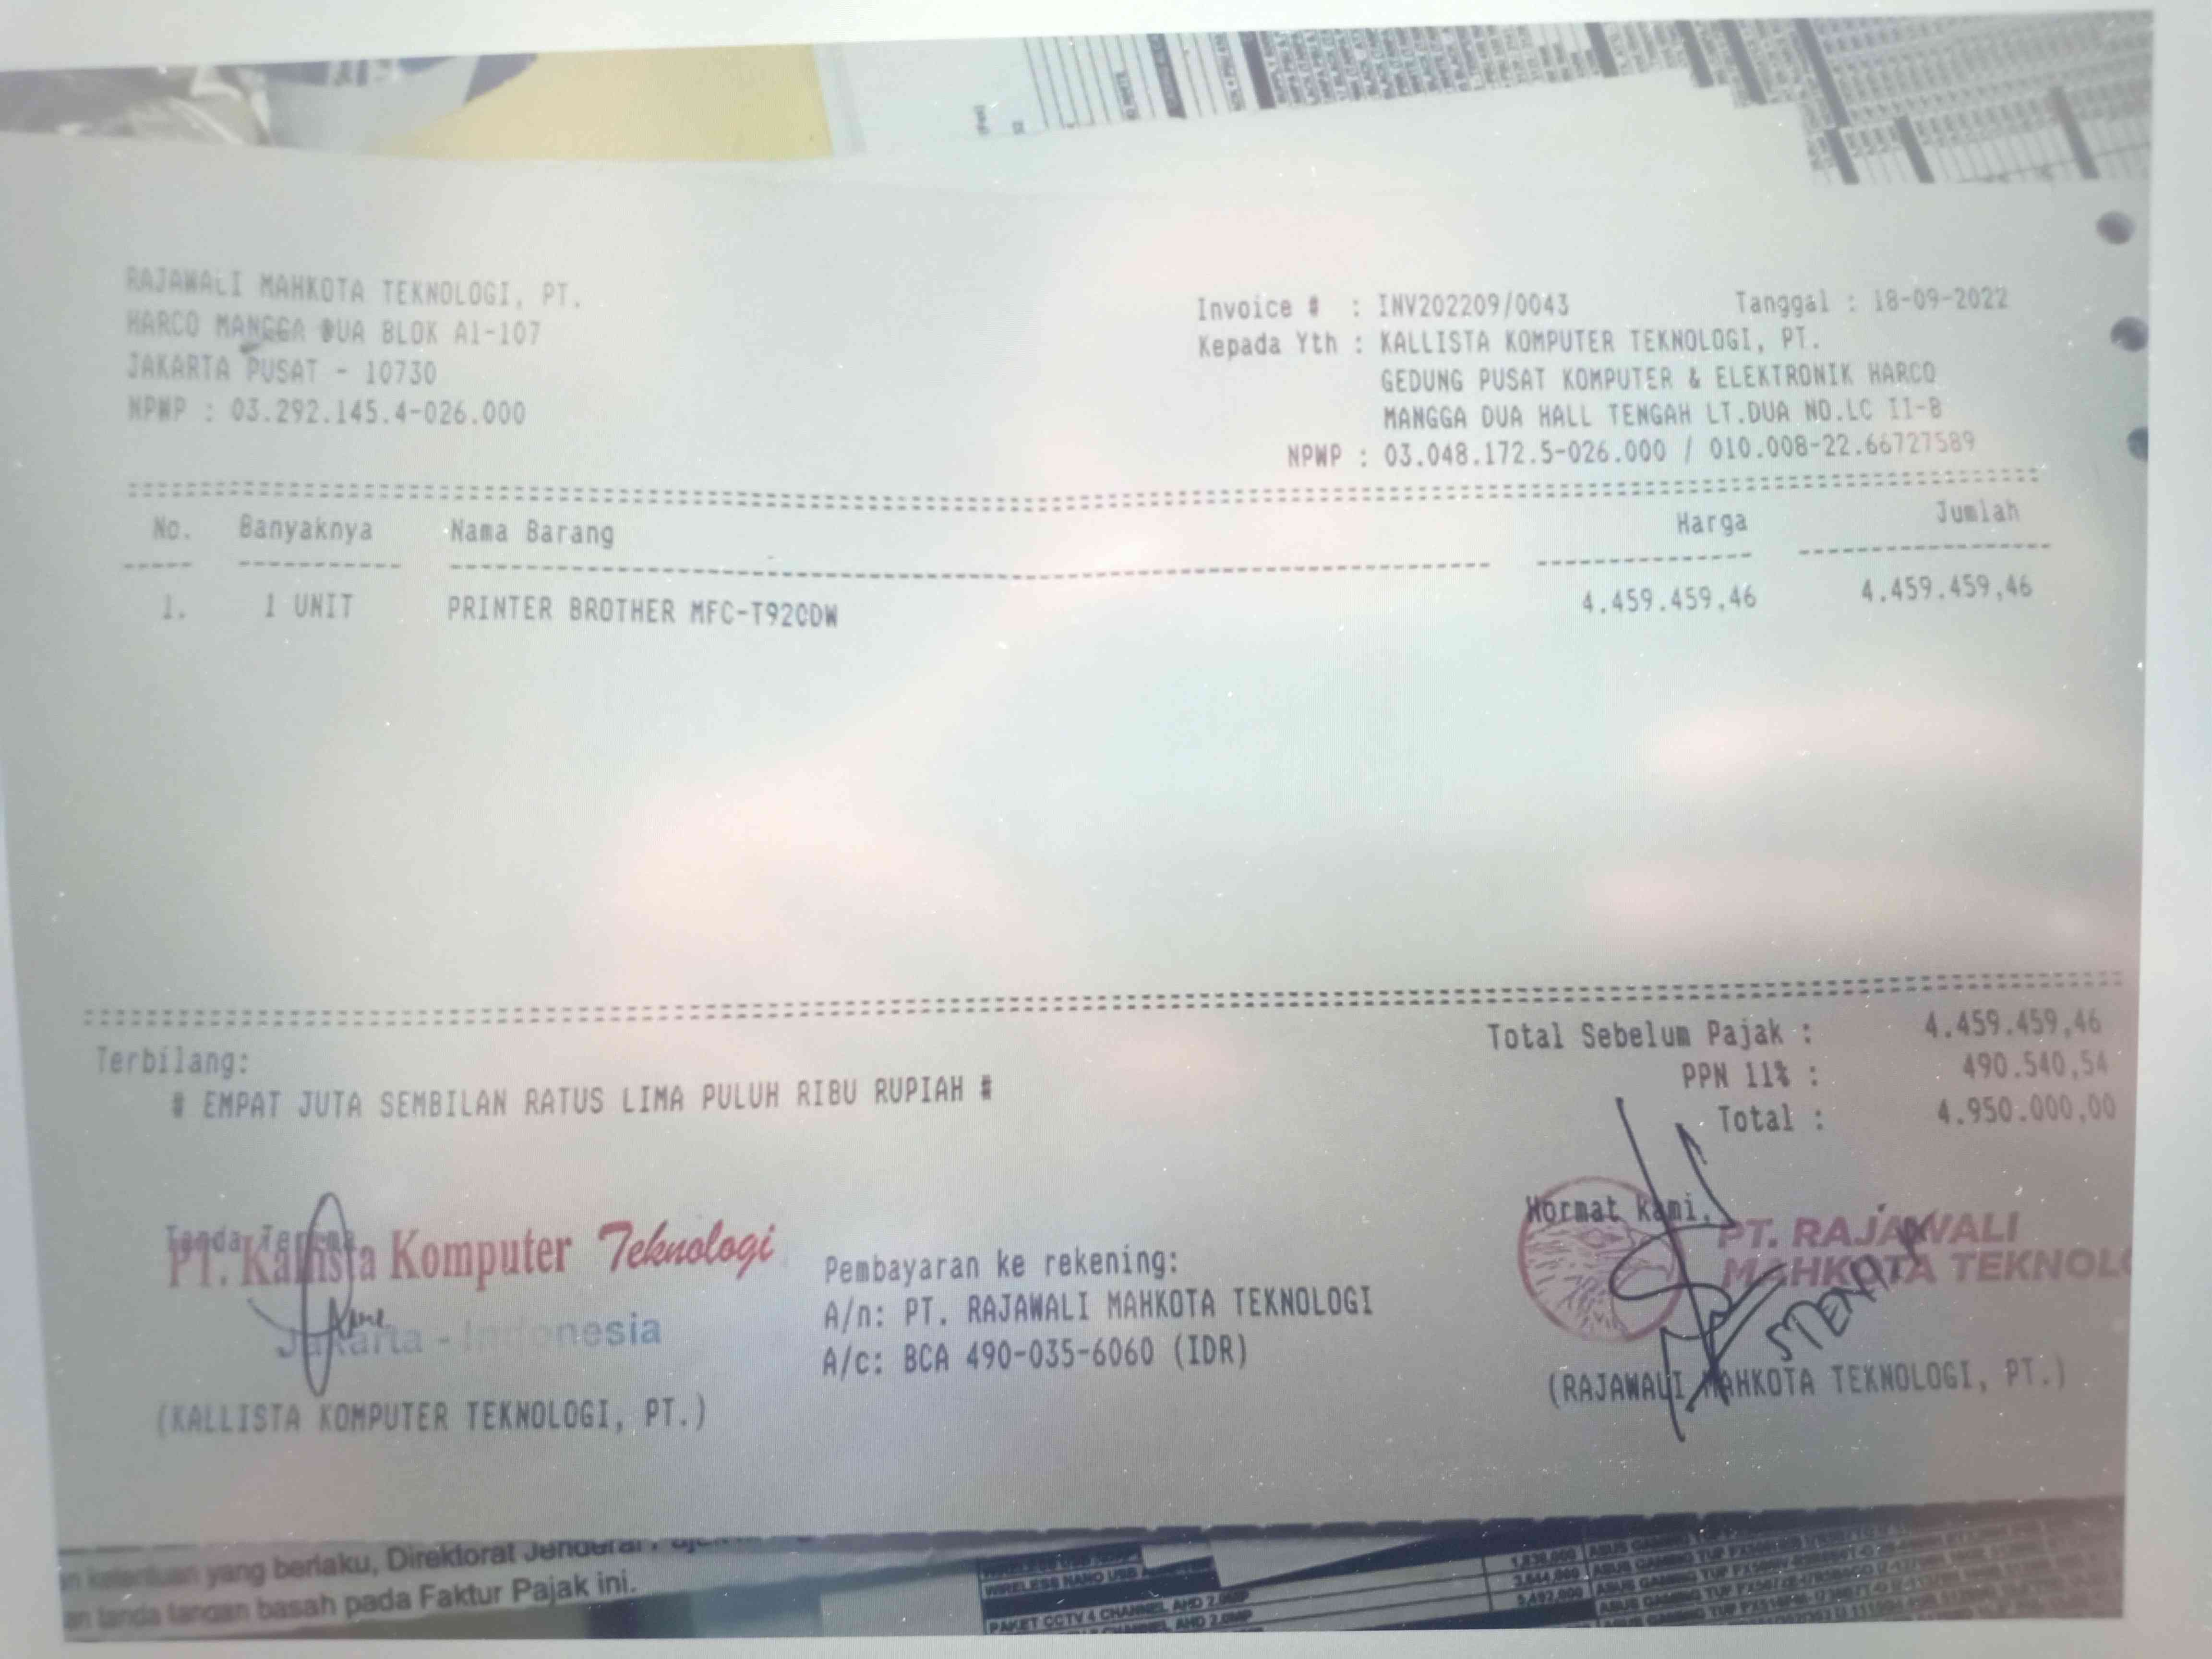 RAJAWALI MAHKOTA TEKNOLOGI, PT.
HARCO MANGGA DUA BLOK A1-107
JAKARTA PUSAT - 10730
NPWP : 03.292.145.4-026.000
Invoice # : INV202209/0043 Tanggal : 18-09-2022
Kepada Yth : KALLISTA KOMPUTER TEKNOLOGI, PT.
GEDUNG PUSAT KOMPUTER & ELEKTRONIK HARCO
MANGGA DUA HALL TENGAH LT.DUA NO.LC II-B
NPWP : 03.048.172.5-026.000 / 010.008-22.66727589
No. Banyaknya Nama Barang Harga Jumlah
1. 1 UNIT PRINTER BROTHER MFC-T920DW 4.459.459,46 4.459.459,46
Total Sebelum Pajak : 4.459.459,46
PPN 11% : 490.540,54
Total : 4.950.000,00
Terbilang:
# EMPAT JUTA SEMBILAN RATUS LIMA PULUH RIBU RUPIAH #
Tanda Terima
PT. Kallista Komputer Teknologi
Jakarta - Indonesia
(KALLISTA KOMPUTER TEKNOLOGI, PT.)
Pembayaran ke rekening:
A/n: PT. RAJAWALI MAHKOTA TEKNOLOGI
A/c: BCA 490-035-6060 (IDR)
Hormat kami,
PT. RAJAWALI
MAHKOTA TEKNOLO
(RAJAWALI MAHKOTA TEKNOLOGI, PT.)
yang berlaku, Direktorat
tanda tangan basah pada Faktur Pajak ini.
WIRELESS NANO USB
PAKET CCTV 4 CHANNEL AHD 2.0MP